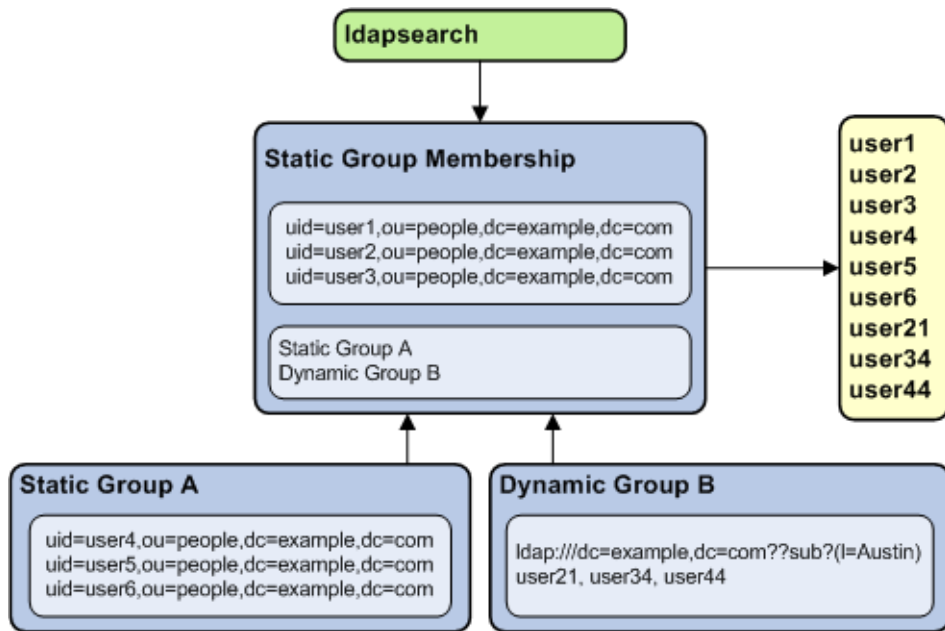 ldapsearch
Static Group Membership
uid=user1,ou=people,dc=example,dc=com
uid=user2,ou=people,dc=example,dc=com
uid=user3,ou=people,dc=example,dc=com
Static Group A
Dynamic Group B
user1
user2
user3
user4
user5
user6
user21
user34
user44
Static Group A
uid=user4,ou=people,dc=example,dc=com
uid=user5,ou=people,dc=example,dc=com
uid=user6,ou=people,dc=example,dc=com
Dynamic Group B
ldap:///dc=example,dc=com??sub?(l=Austin)
user21, user34, user44